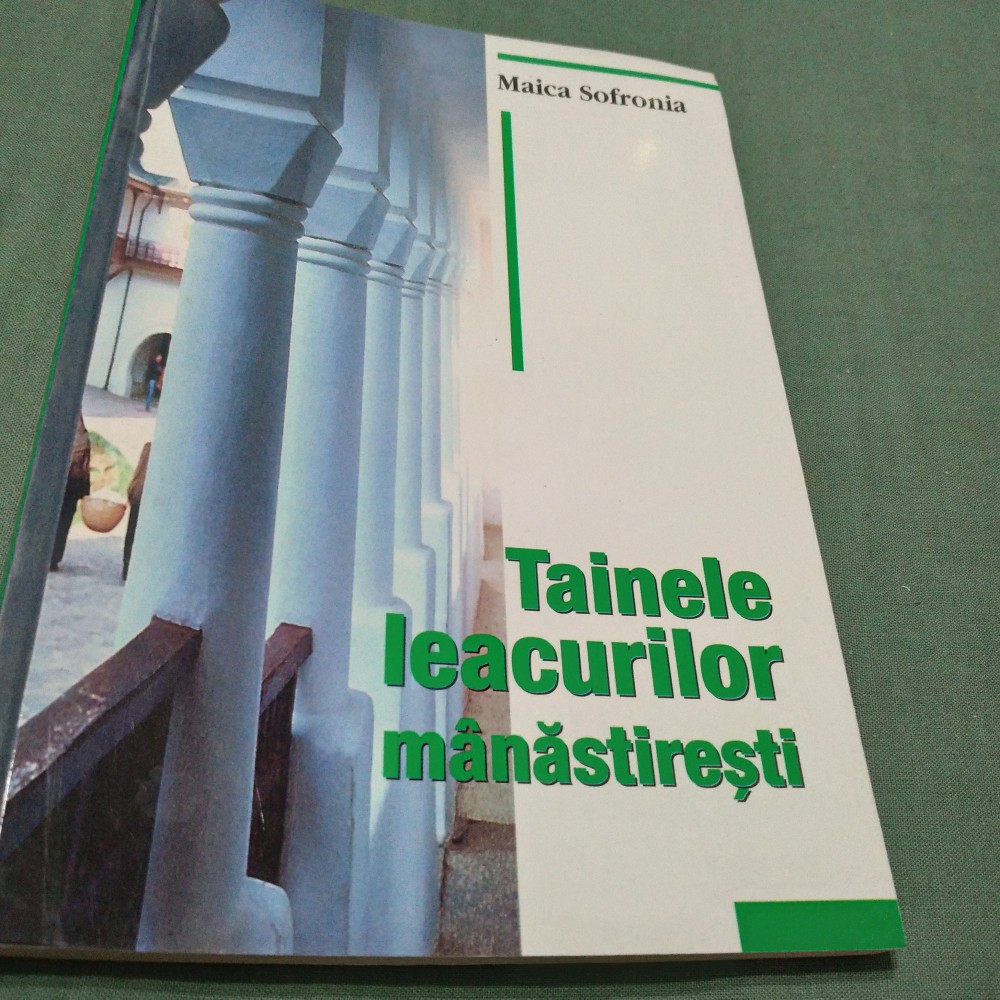 Maica Sofronia
Tainele
leacurilor
mânăstirești